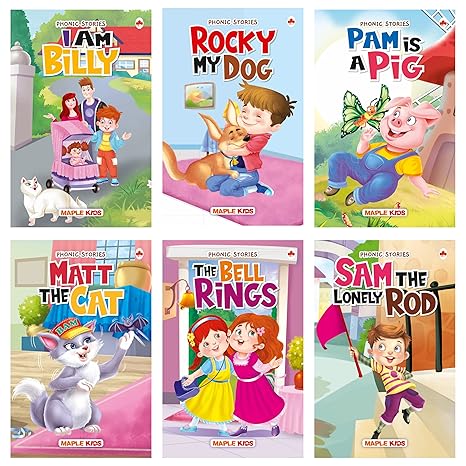 PHONIC STORIES
I AM
BILLY
MAPLE KIDS
PHONIC STORIES
ROCKY
MY DOG
MAPLE KIDS
PHONIC STORIES
PAM IS
A PIG
MAPLE KIDS
PHONIC STORIES
MATT
THE CAT
MAPLE KIDS
PHONIC STORIES
THE BELL
RINGS
MAPLE KIDS
PHONIC STORIES
SAM THE
LONELY ROD
MAPLE KIDS